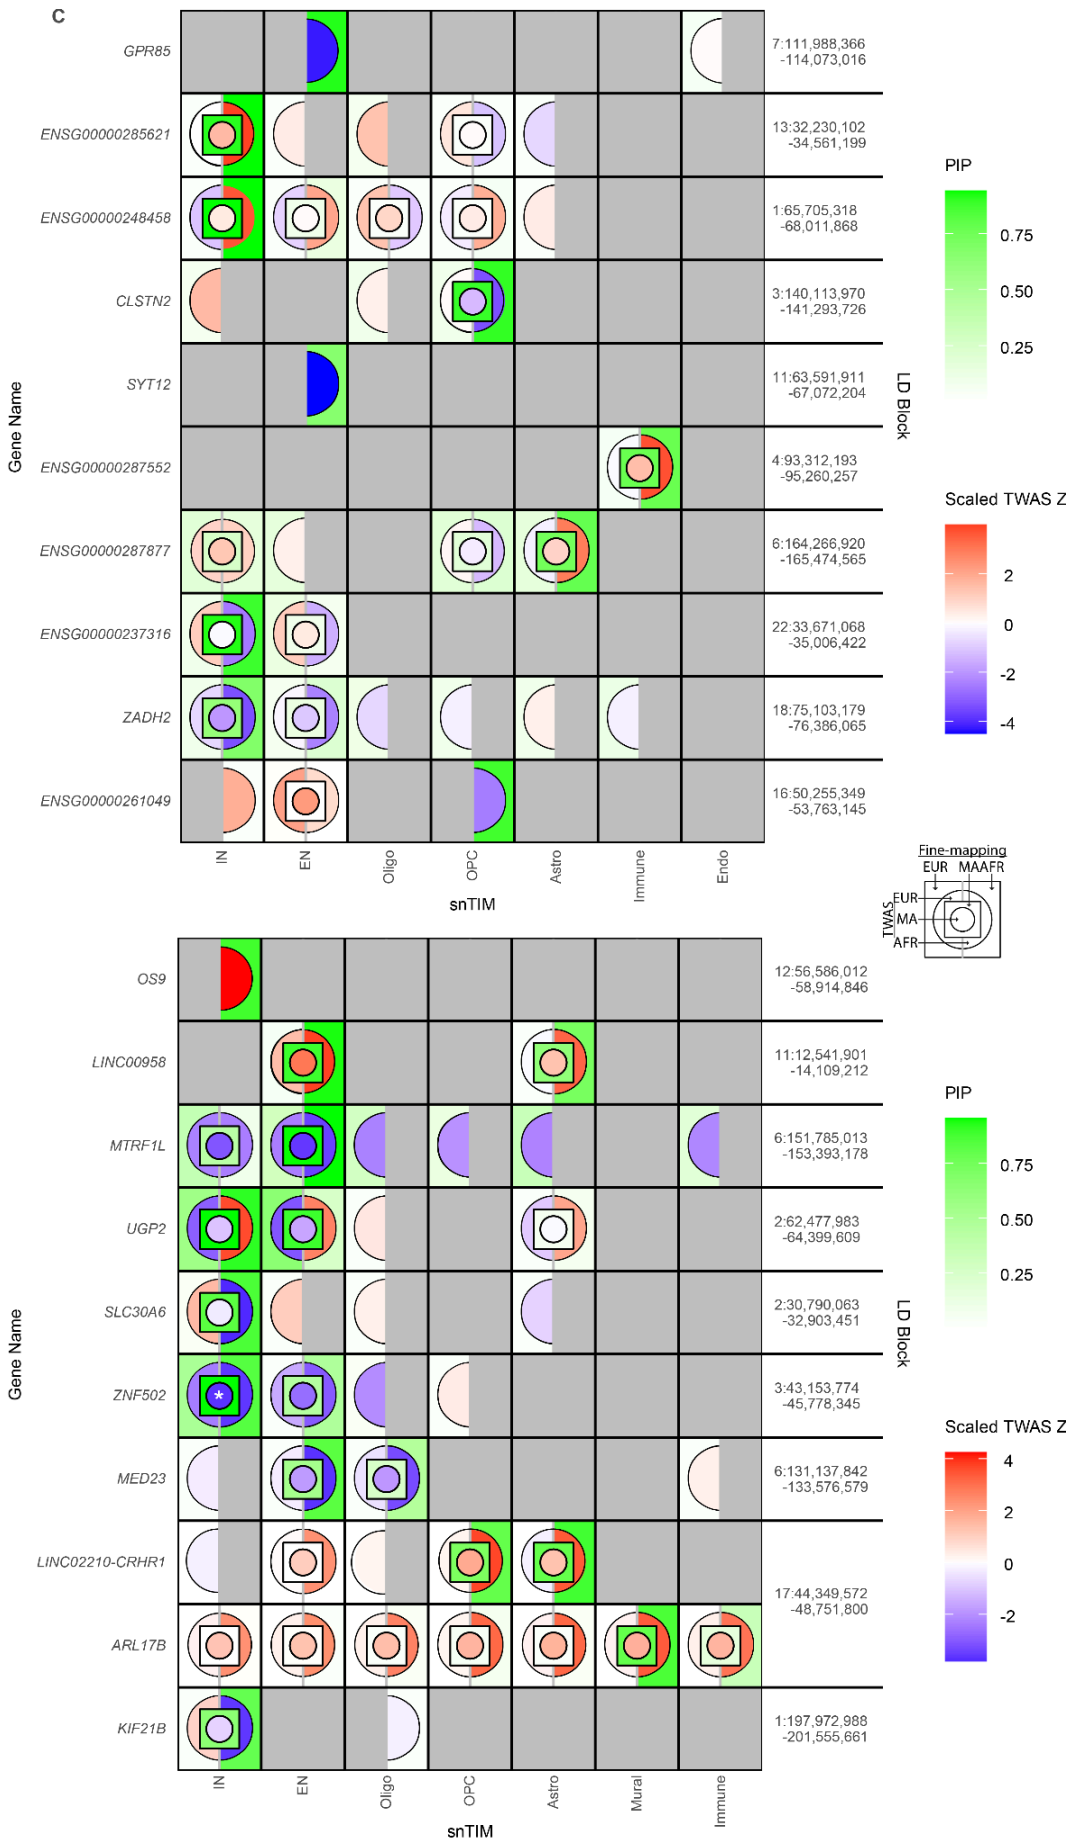 C
GPR85
7:111,988,366
-114,073,016
ENSG00000285621
13:32,230,102
-34,561,199
ENSG00000248458
1:65,705,318
-68,011,868
CLSTN2
3:140,113,970
-141,293,726
SYT12
11:63,591,911
-67,072,204
ENSG00000287552
4:93,312,193
-95,260,257
ENSG00000287877
6:164,266,920
-165,474,565
ENSG00000237316
22:33,671,068
-35,006,422
ZADH2
18:75,103,179
-76,386,065
ENSG00000261049
16:50,255,349
-53,763,145
Gene Name
LD Block
IN
EN
Oligo
OPC
Astro
Immune
Endo
snTIM
PIP
0.75
0.50
0.25
Scaled TWAS Z
2
0
-2
-4
Fine-mapping
EUR MAAFR
TWAS
EUR
MA
AFR
OS9
12:56,586,012
-58,914,846
LINC00958
11:12,541,901
-14,109,212
MTRF1L
6:151,785,013
-153,393,178
UGP2
2:62,477,983
-64,399,609
SLC30A6
2:30,790,063
-32,903,451
ZNF502
*
3:43,153,774
-45,778,345
MED23
6:131,137,842
-133,576,579
LINC02210-CRHR1
17:44,349,572
-48,751,800
ARL17B
KIF21B
1:197,972,988
-201,555,661
Gene Name
LD Block
IN
EN
Oligo
OPC
Astro
Mural
Immune
snTIM
PIP
0.75
0.50
0.25
Scaled TWAS Z
4
2
0
-2